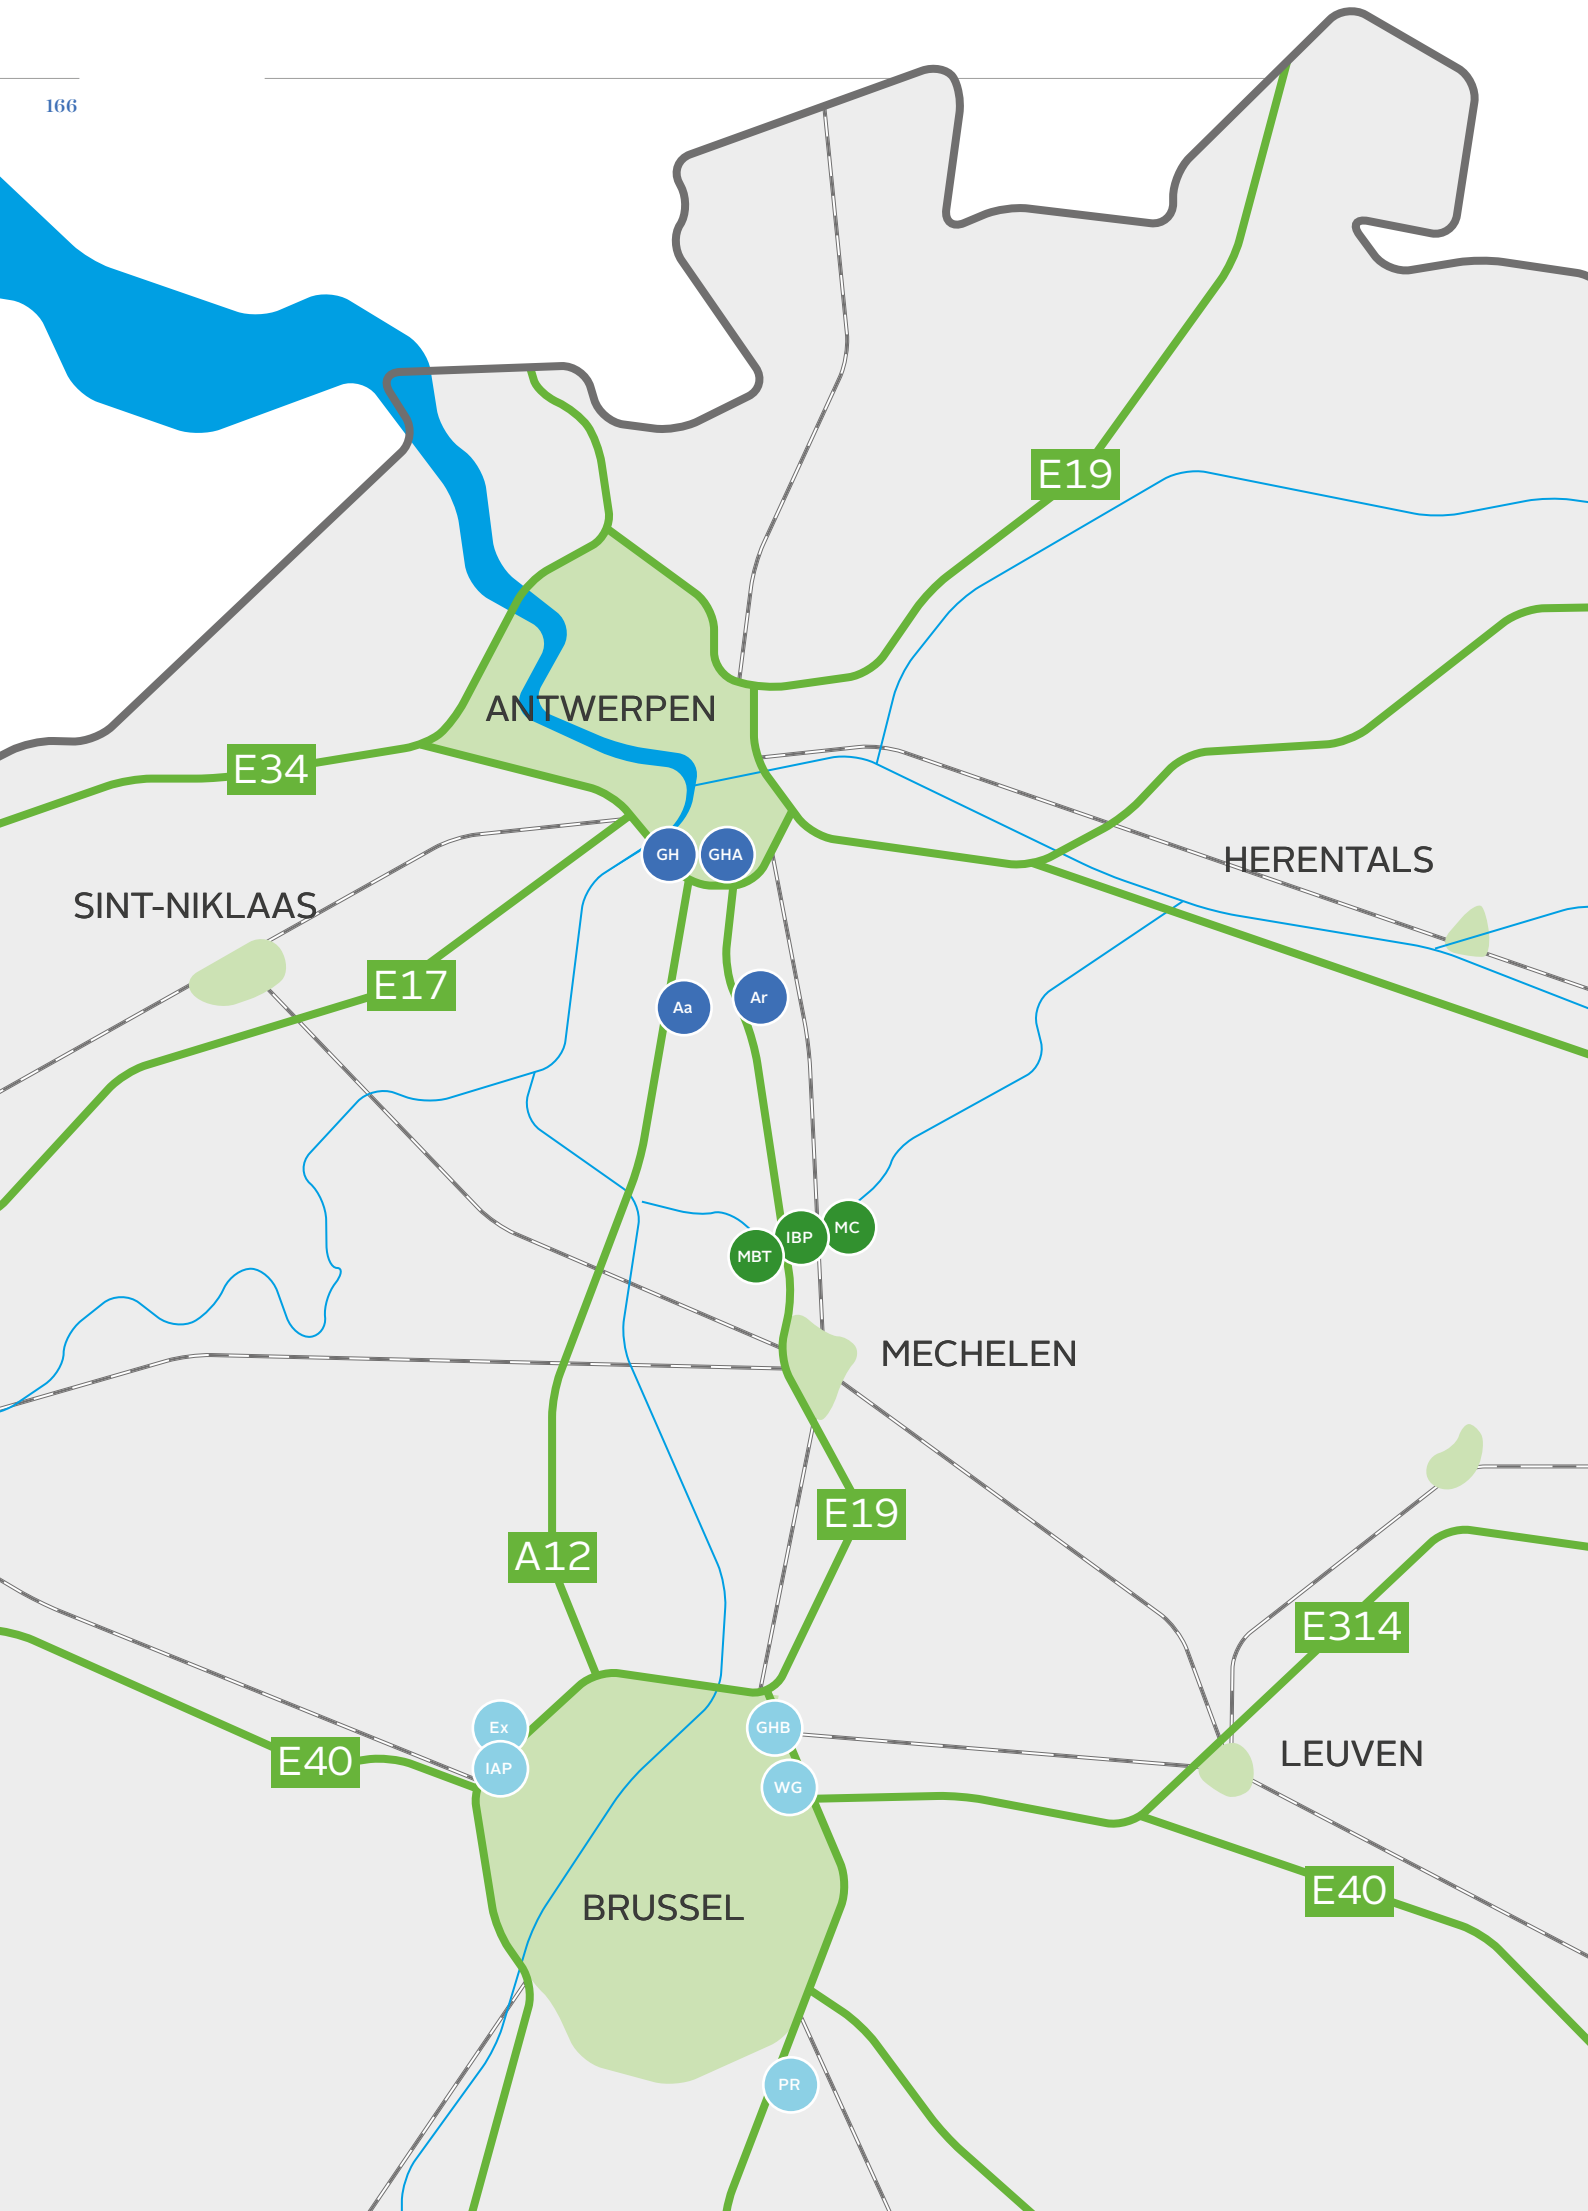 166
E19
ANTWERPEN
E34
GH
GHA
HERENTALS
SINT-NIKLAAS
E17
Aa
Ar
MC
IBP
MBT
MECHELEN
E19
A12
E314
Ex
GHB
LEUVEN
E40
IAP
WG
E40
BRUSSEL
PR